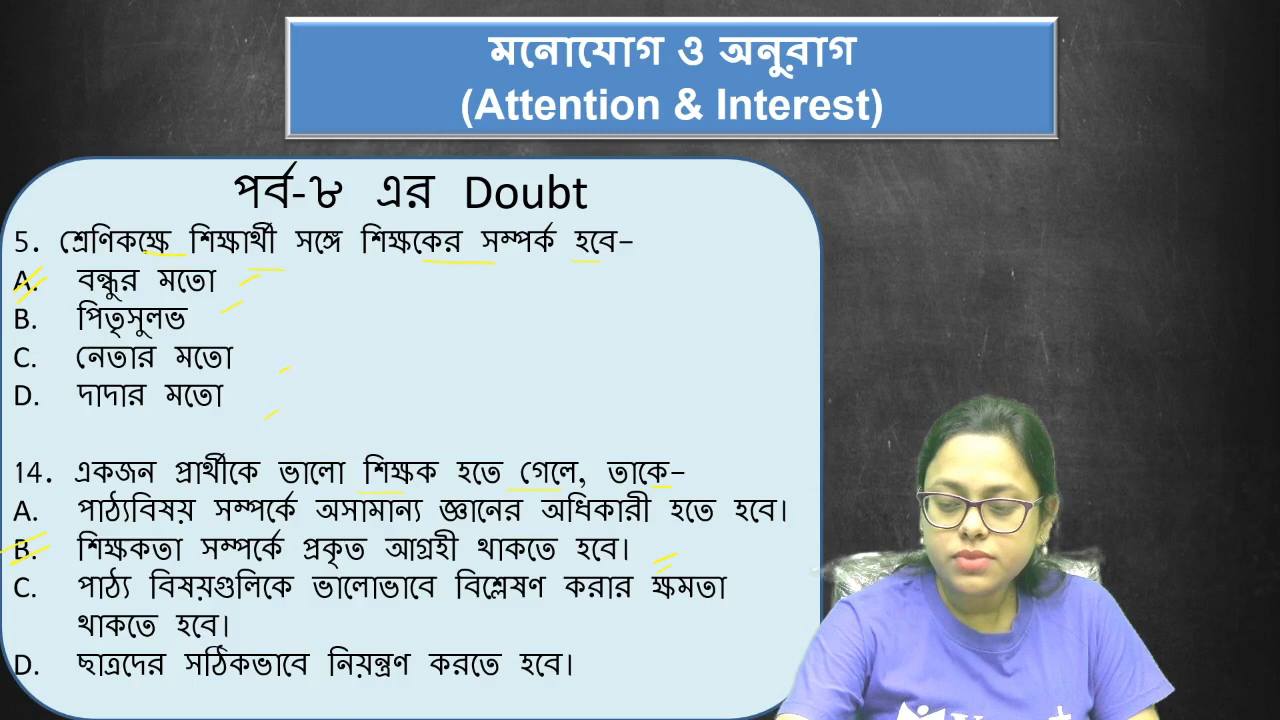 মনোযোগ ও অনুরাগ
(Attention & Interest)
পর্ব-৮ এর Doubt
5. শ্রেণিকক্ষে শিক্ষার্থী সঙ্গে শিক্ষকের সম্পর্ক হবে–
A. বন্ধুর মতো
B. পিতৃসুলভ
C. নেতার মতো
D. দাদার মতো
14. একজন প্রার্থীকে ভালো শিক্ষক হতে গেলে, তাকে–
A. পাঠ্যবিষয় সম্পর্কে অসামান্য জ্ঞানের অধিকারী হতে হবে।
B. শিক্ষকতা সম্পর্কে প্রকৃত আগ্রহী থাকতে হবে।
C. পাঠ্য বিষয়গুলিকে ভালোভাবে বিশ্লেষণ করার ক্ষমতা
থাকতে হবে।
D. ছাত্রদের সঠিকভাবে নিয়ন্ত্রণ করতে হবে।